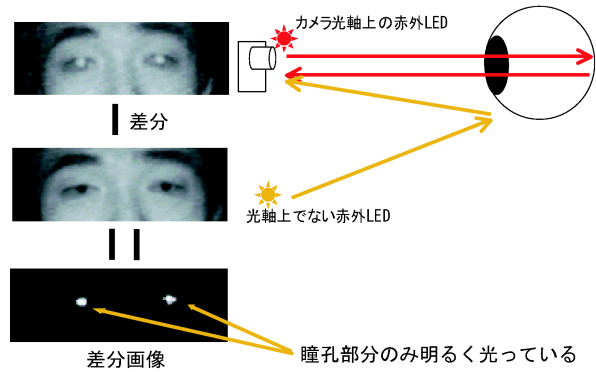 カメラ光軸上の赤外LED
差分
光軸上でない赤外LED
差分画像
瞳孔部分のみ明るく光っている